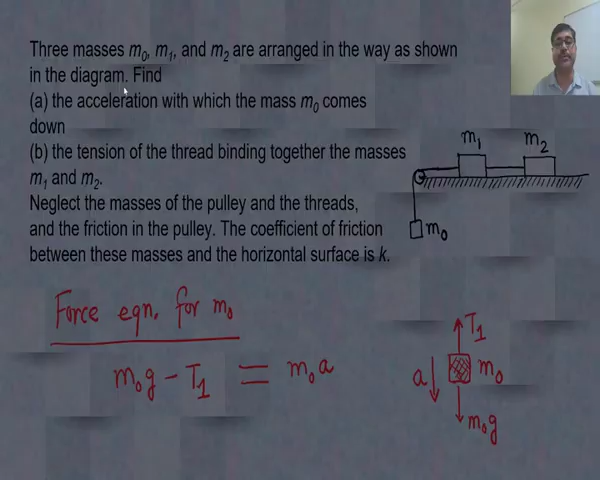 Three masses m₀, m₁, and m₂ are arranged in the way as shown
in the diagram. Find
(a) the acceleration with which the mass m₀ comes
down
(b) the tension of the thread binding together the masses
m₁ and m₂.
Neglect the masses of the pulley and the threads,
and the friction in the pulley. The coefficient of friction
between these masses and the horizontal surface is k.
m₁ m₂
m₀
Force eqn. for m₀
m₀g - T₁ = m₀a
T₁
a m₀
m₀g